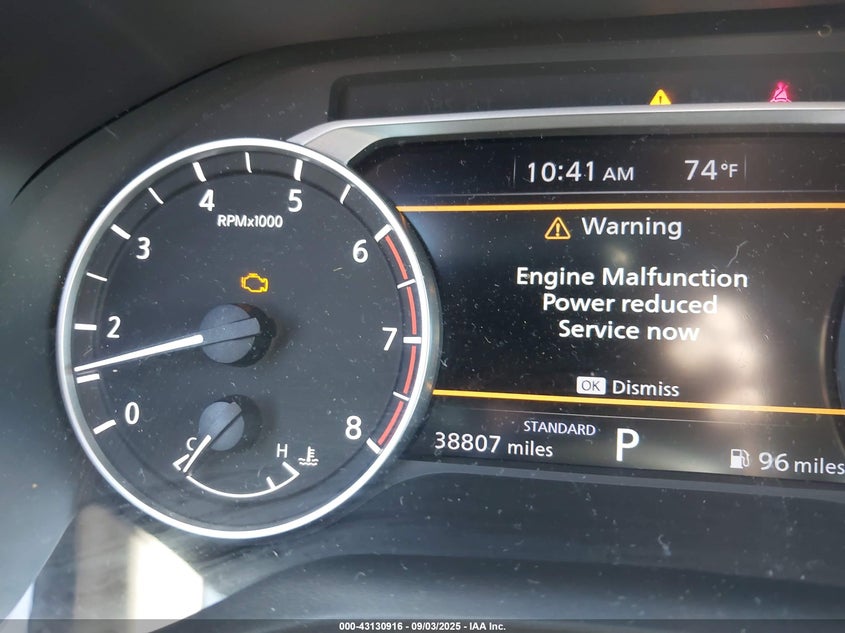 10:41 AM 74°F
Warning
Engine Malfunction
Power reduced
Service now
OK Dismiss
STANDARD
38807 miles P 96 miles
RPMx1000
0 2 3 4 5 6 7 8
C H
000-43130916 - 09/03/2025 - IAA Inc.